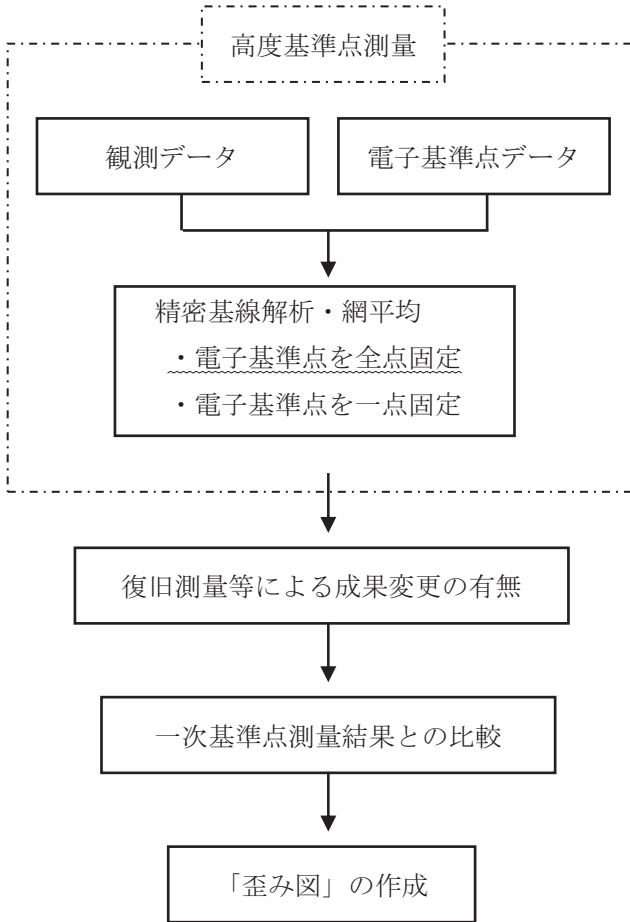 高度基準点測量
観測データ
電子基準点データ
精密基線解析・網平均
・電子基準点を全点固定
・電子基準点を一点固定
復旧測量等による成果変更の有無
一次基準点測量結果との比較
「歪み図」の作成